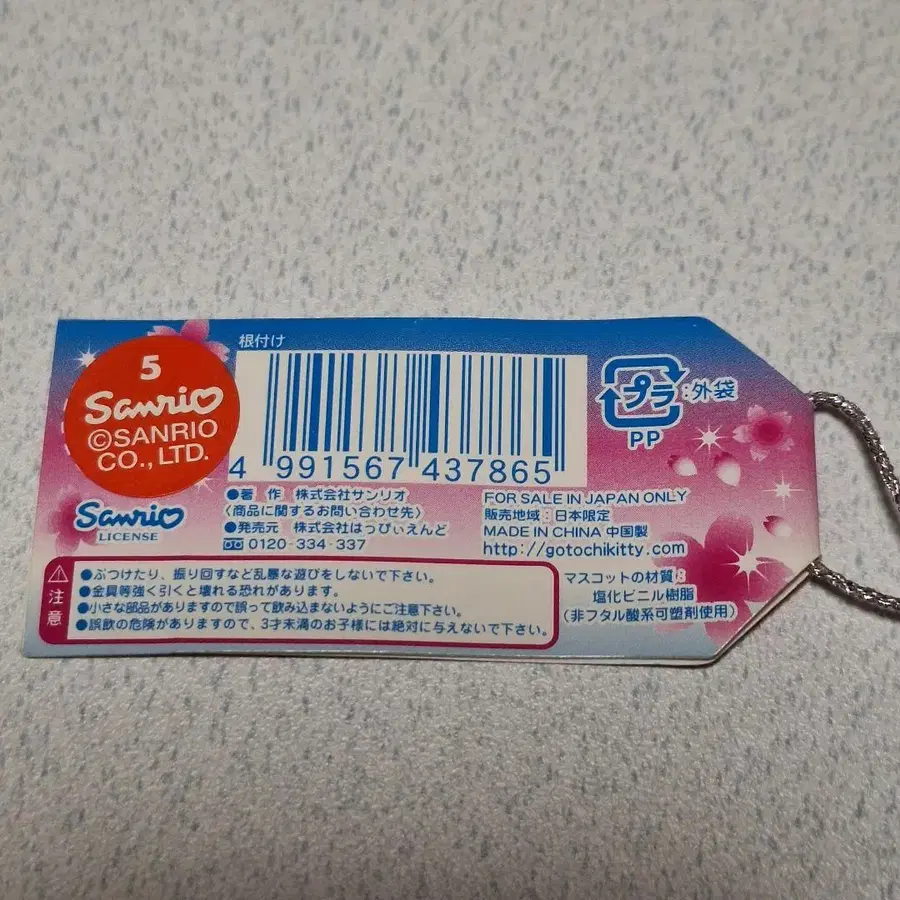 根付け
5
Sanrio
©SANRIO
CO., LTD.
4 991567 437865
プラ:外袋
PP
Sanrio
LICENSE
●著 作 株式会社サンリオ
〈商品に関するお問い合わせ先〉
●発売元 株式会社はっぴぃえんど
0120-334-337
FOR SALE IN JAPAN ONLY
販売地域:日本限定
MADE IN CHINA 中国製
http://gotochikitty.com
注意
●ぶつけたり、振り回すなど乱暴な遊びをしないで下さい。
●金具等強く引くと壊れる恐れがあります。
●小さな部品がありますので誤って飲み込まないようにご注意下さい。
●誤飲の危険がありますので、3才未満のお子様には絶対に与えないで下さい。
マスコットの材質:
塩化ビニル樹脂
(非フタル酸系可塑剤使用)